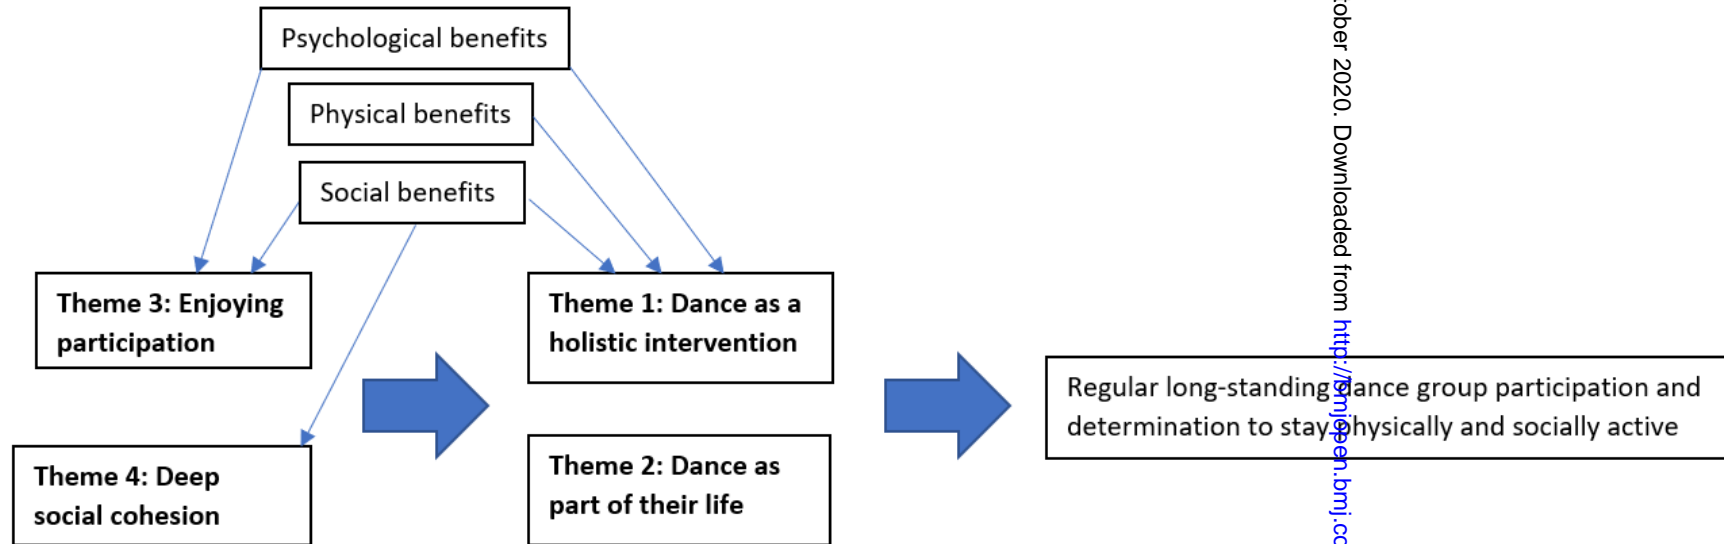 Psychological benefits
Physical benefits
Social benefits
Theme 3: Enjoying
participation
Theme 1: Dance as a
holistic intervention
Theme 4: Deep
social cohesion
Theme 2: Dance as
part of their life
Regular long-standing dance group participation and
determination to stay physically and socially active
tober 2020. Downloaded from http://bmjopen.bmj.cc